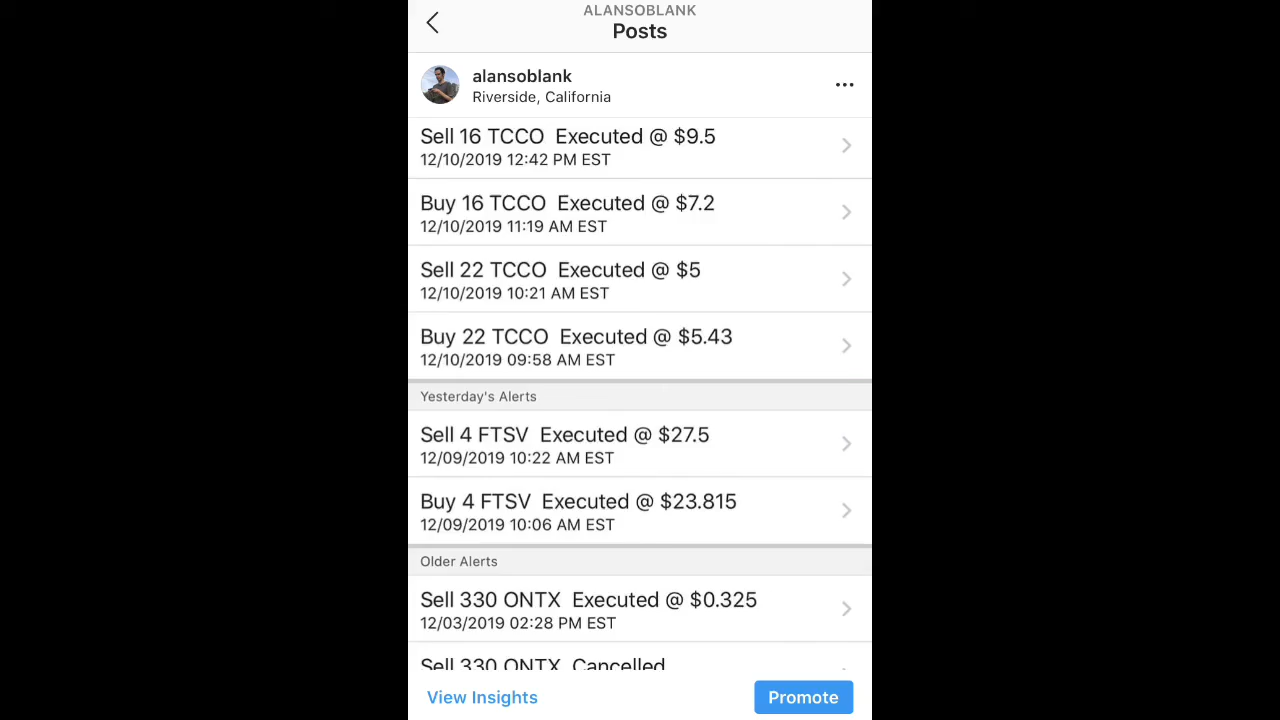 ALANSOBLANK
Posts
alansoblank
Riverside, California
Sell 16 TCCO Executed @ $9.5
12/10/2019 12:42 PM EST
Buy 16 TCCO Executed @ $7.2
12/10/2019 11:19 AM EST
Sell 22 TCCO Executed @ $5
12/10/2019 10:21 AM EST
Buy 22 TCCO Executed @ $5.43
12/10/2019 09:58 AM EST
Yesterday's Alerts
Sell 4 FTSV Executed @ $27.5
12/09/2019 10:22 AM EST
Buy 4 FTSV Executed @ $23.815
12/09/2019 10:06 AM EST
Older Alerts
Sell 330 ONTX Executed @ $0.325
12/03/2019 02:28 PM EST
Sell 330 ONTX Cancelled
View Insights
Promote